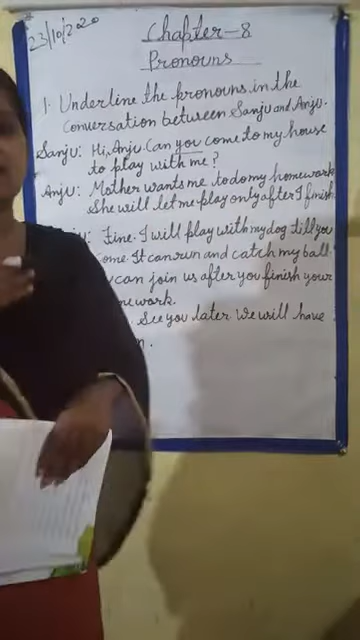 23/10/2020
Chapter-8
Pronouns
1. Underline the pronouns in the
conversation between Sanju and Anju.
Sanju: Hi, Anju. Can you come to my house
to play with me?
Anju: Mother wants me to do my homework
She will let me play only after I finish
Fine. I will play with my dog till you
come. It can run and catch my ball.
can join us after you finish your
work.
See you later. We will have